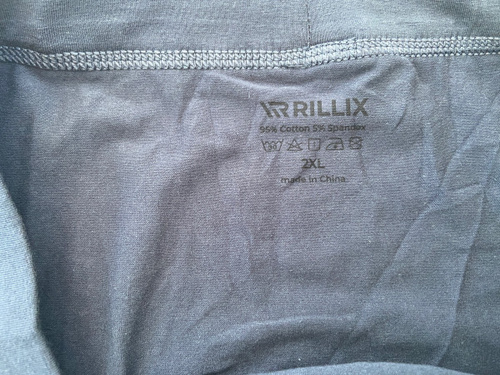 RILLIX
95% Cotton 5% Spandex
2XL
made in China